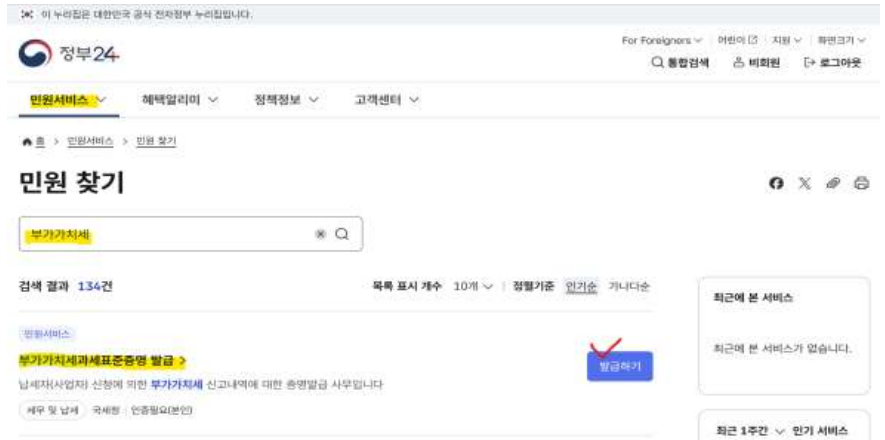 이 누리집은 대한민국 공식 전자정부 누리집입니다.
For Foreigners 어린이 지원 화면크기
정부24
통합검색 비회원 로그아웃
민원서비스 혜택알리미 정책정보 고객센터
홈 > 민원서비스 > 민원 찾기
민원 찾기
부가가치세
검색 결과 134건 목록 표시 개수 10개 정렬기준 인기순 가나다순
최근에 본 서비스
민원서비스
부가가치세과세표준증명 발급 >
발급하기
최근에 본 서비스가 없습니다.
납세자(사업자) 신청에 의한 부가가치세 신고내역에 대한 증명발급 사무입니다
세무 및 납세 국세청 인증필요(본인)
최근 1주간 인기 서비스